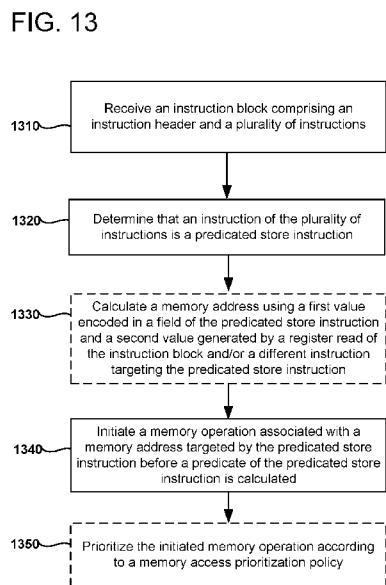 FIG. 13
1310
Receive an instruction block comprising an
instruction header and a plurality of instructions
1320
Determine that an instruction of the plurality of
instructions is a predicated store instruction
1330
Calculate a memory address using a first value
encoded in a field of the predicated store instruction
and a second value generated by a register read of
the instruction block and/or a different instruction
targeting the predicated store instruction
1340
Initiate a memory operation associated with a
memory address targeted by the predicated store
instruction before a predicate of the predicated store
instruction is calculated
1350
Prioritize the initiated memory operation according
to a memory access prioritization policy